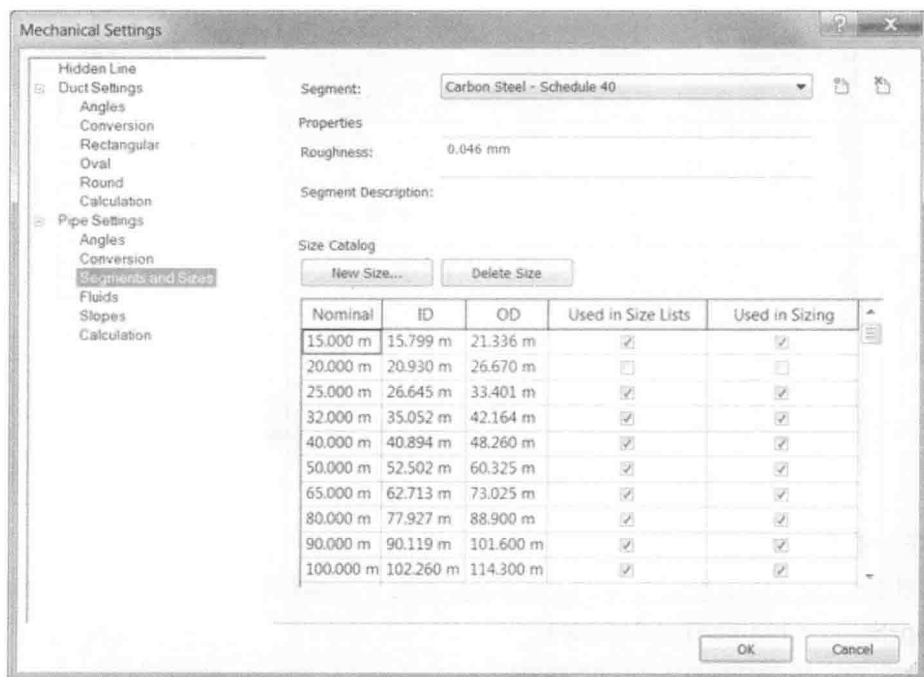 Mechanical Settings
Hidden Line
Duct Settings
Angles
Conversion
Rectangular
Oval
Round
Calculation
Pipe Settings
Angles
Conversion
Segments and Sizes
Fluids
Slopes
Calculation
Segment: Carbon Steel - Schedule 40
Properties
Roughness: 0.046 mm
Segment Description:
Size Catalog
New Size... Delete Size
Nominal ID OD Used in Size Lists Used in Sizing
15.000 m 15.799 m 21.336 m
20.000 m 20.930 m 26.670 m
25.000 m 26.645 m 33.401 m
32.000 m 35.052 m 42.164 m
40.000 m 40.894 m 48.260 m
50.000 m 52.502 m 60.325 m
65.000 m 62.713 m 73.025 m
80.000 m 77.927 m 88.900 m
90.000 m 90.119 m 101.600 m
100.000 m 102.260 m 114.300 m
OK Cancel